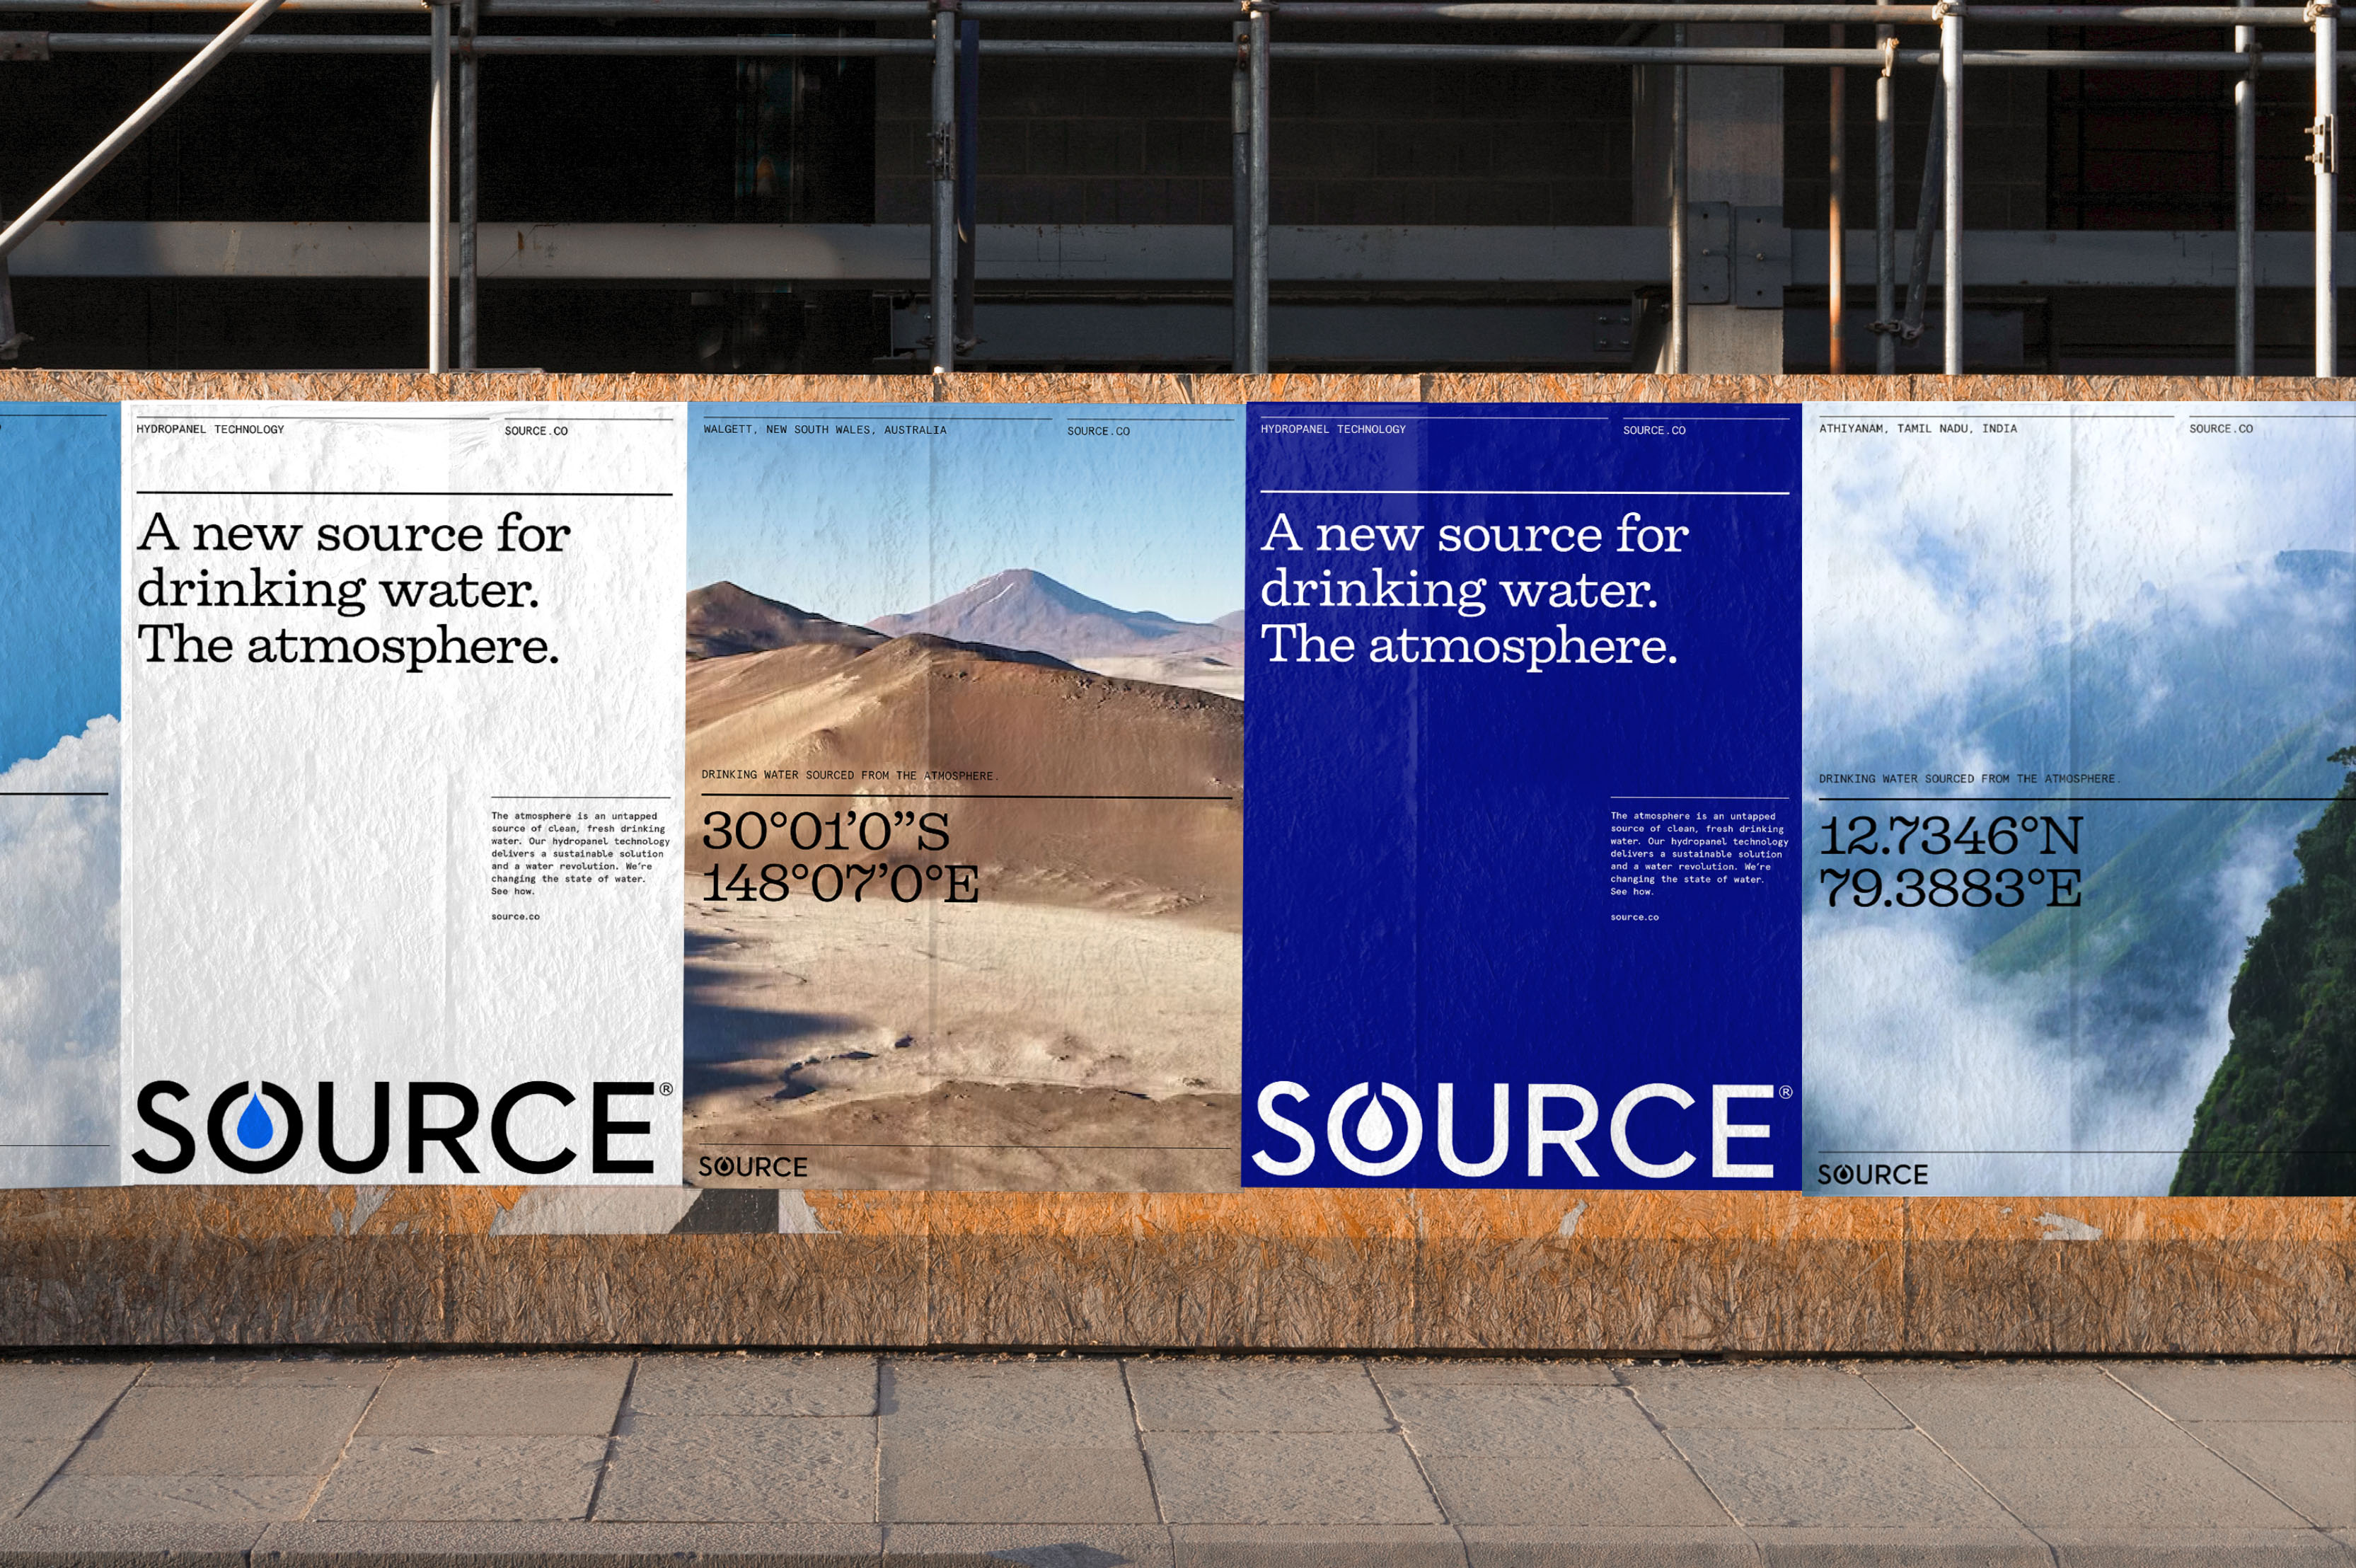 HYDROPANEL TECHNOLOGY
SOURCE.CO
A new source for
drinking water.
The atmosphere.
The atmosphere is an untapped
source of clean, fresh drinking
water. Our hydropanel technology
delivers a sustainable solution
and a water revolution. We're
changing the state of water.
See how.
source.co
SOURCE®
WALGETT, NEW SOUTH WALES, AUSTRALIA
SOURCE.CO
DRINKING WATER SOURCED FROM THE ATMOSPHERE.
30°01’0”S
148°07’0°E
SOURCE
HYDROPANEL TECHNOLOGY
SOURCE.CO
A new source for
drinking water.
The atmosphere.
The atmosphere is an untapped
source of clean, fresh drinking
water. Our hydropanel technology
delivers a sustainable solution
and a water revolution. We're
changing the state of water.
See how.
source.co
SOURCE®
ATHIYANAM, TAMIL NADU, INDIA
SOURCE.CO
DRINKING WATER SOURCED FROM THE ATMOSPHERE.
12.7346°N
79.3883°E
SOURCE